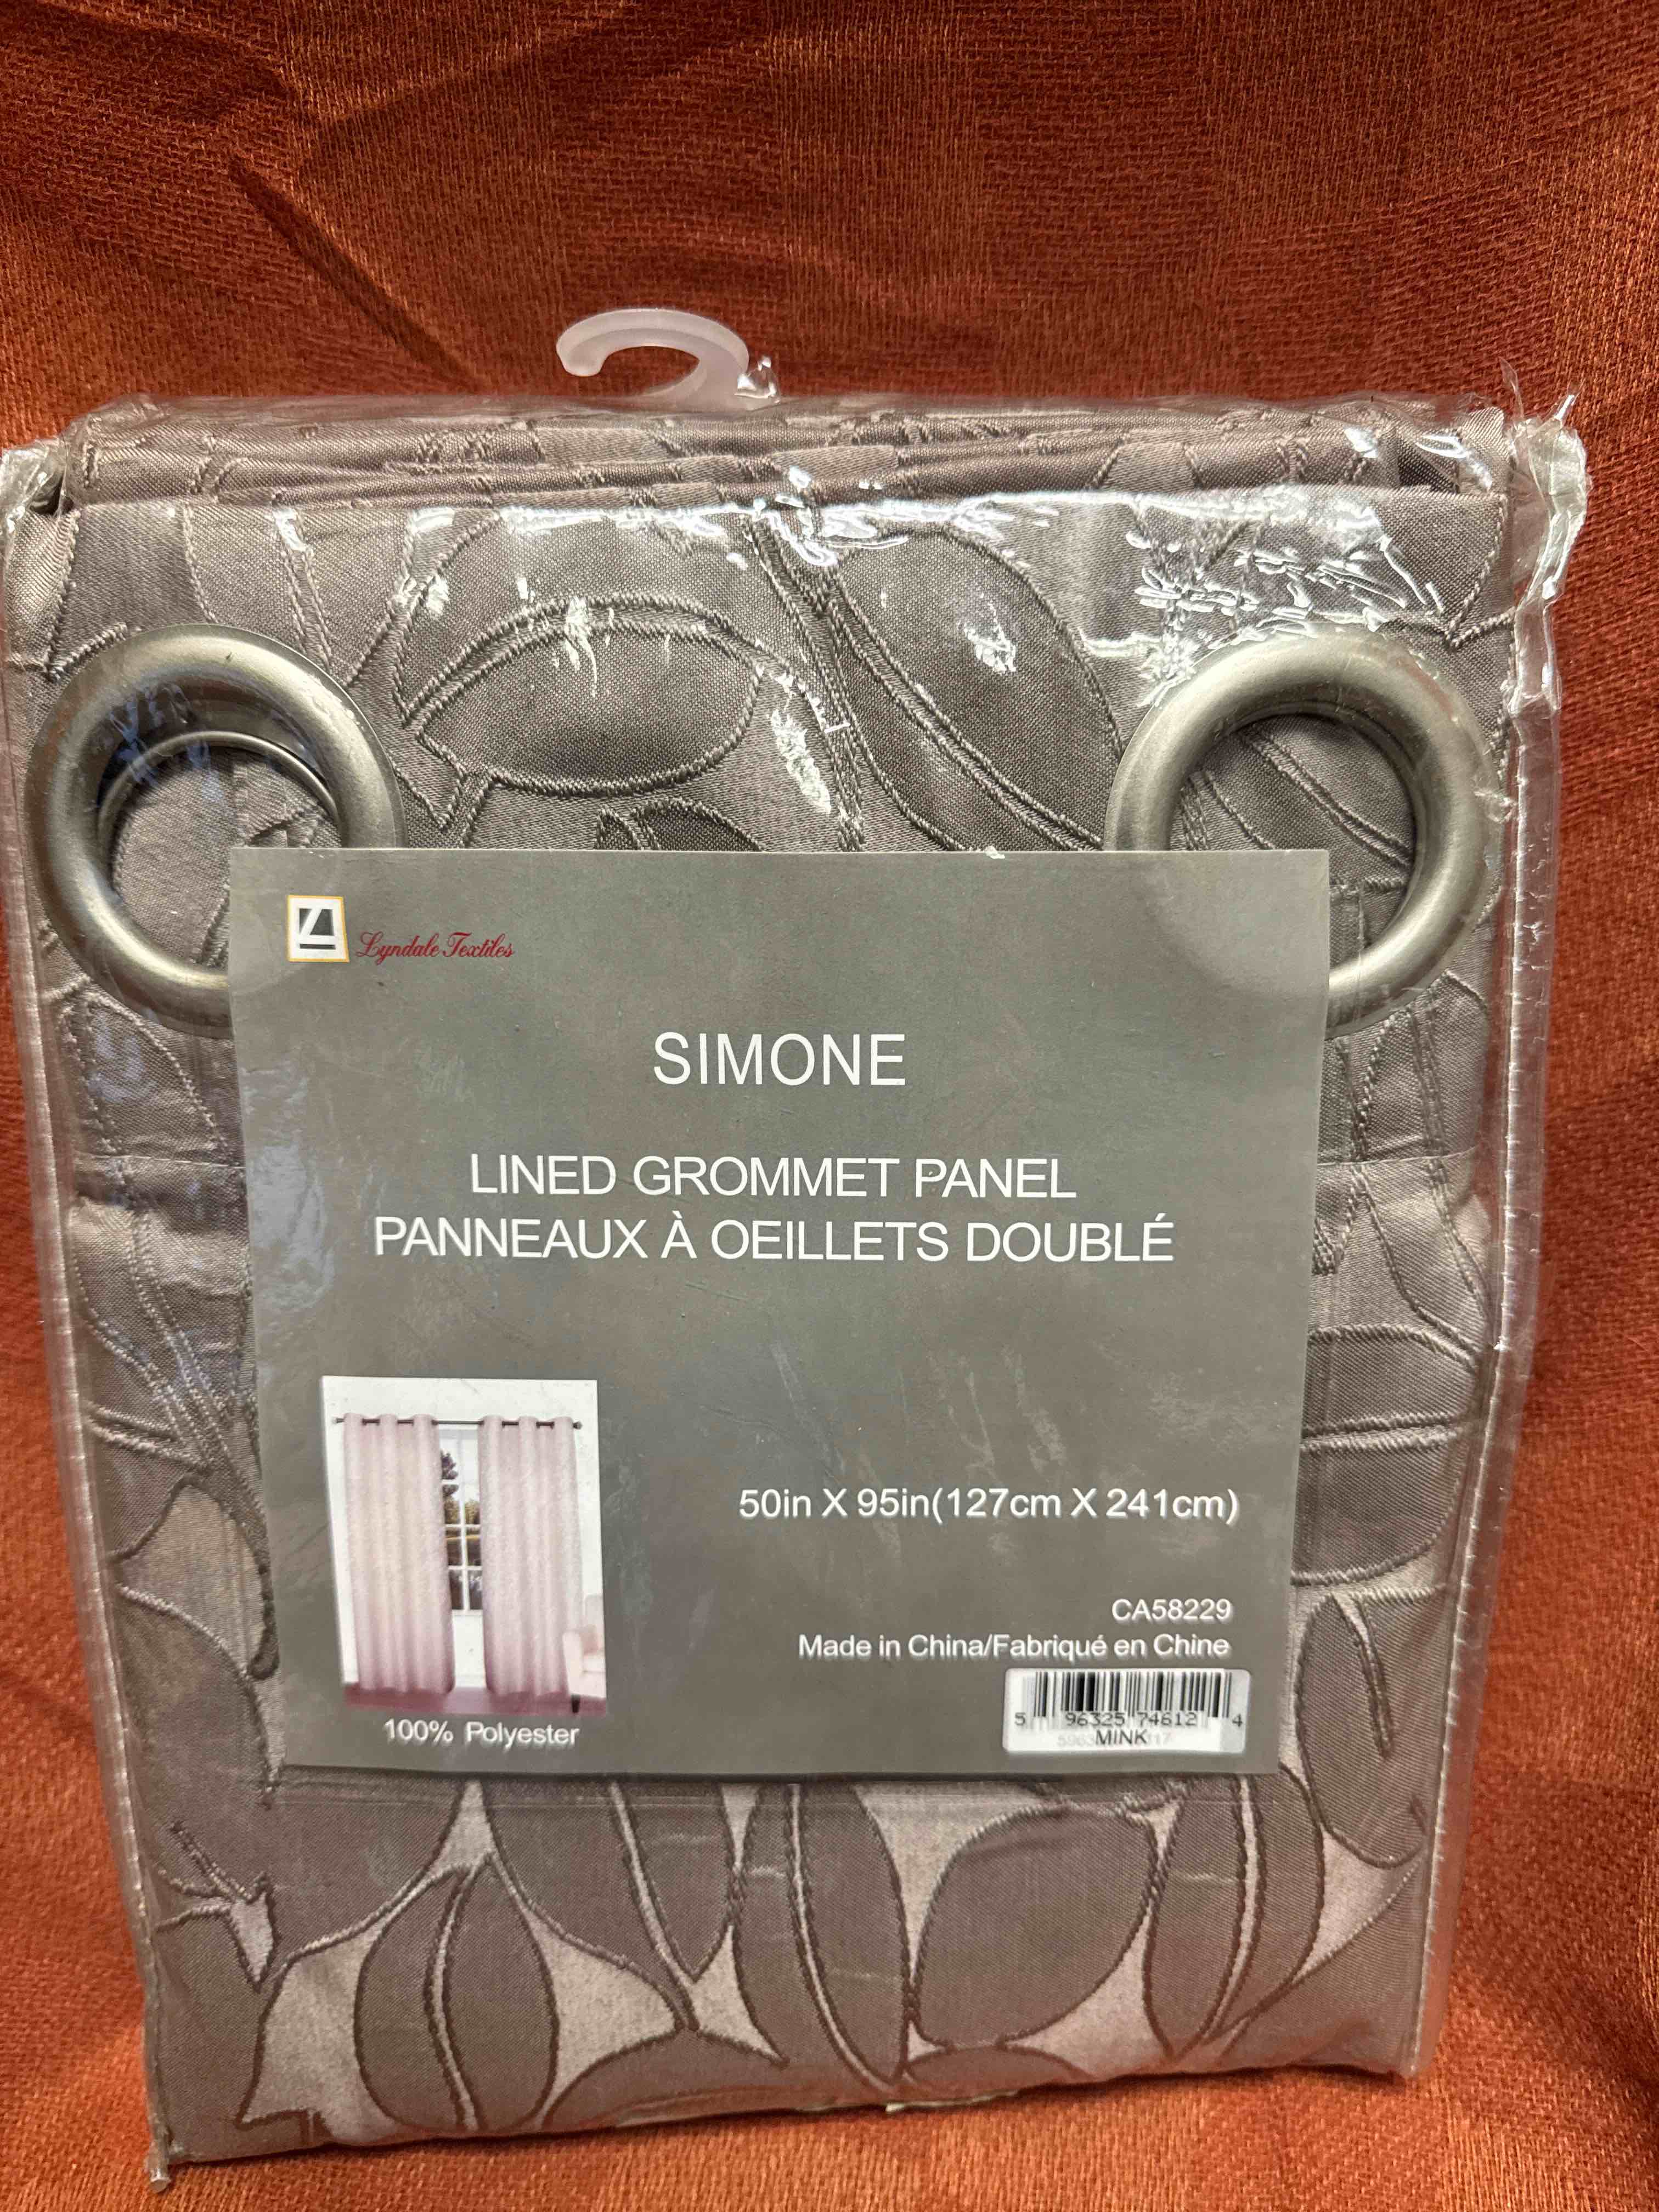 Lyndale Textiles
SIMONE
LINED GROMMET PANEL
PANNEAUX À OEILLETS DOUBLÉ
50in X 95in(127cm X 241cm)
CA58229
Made in China/Fabriqué en Chine
5 96325 74612 4
MINK
100% Polyester